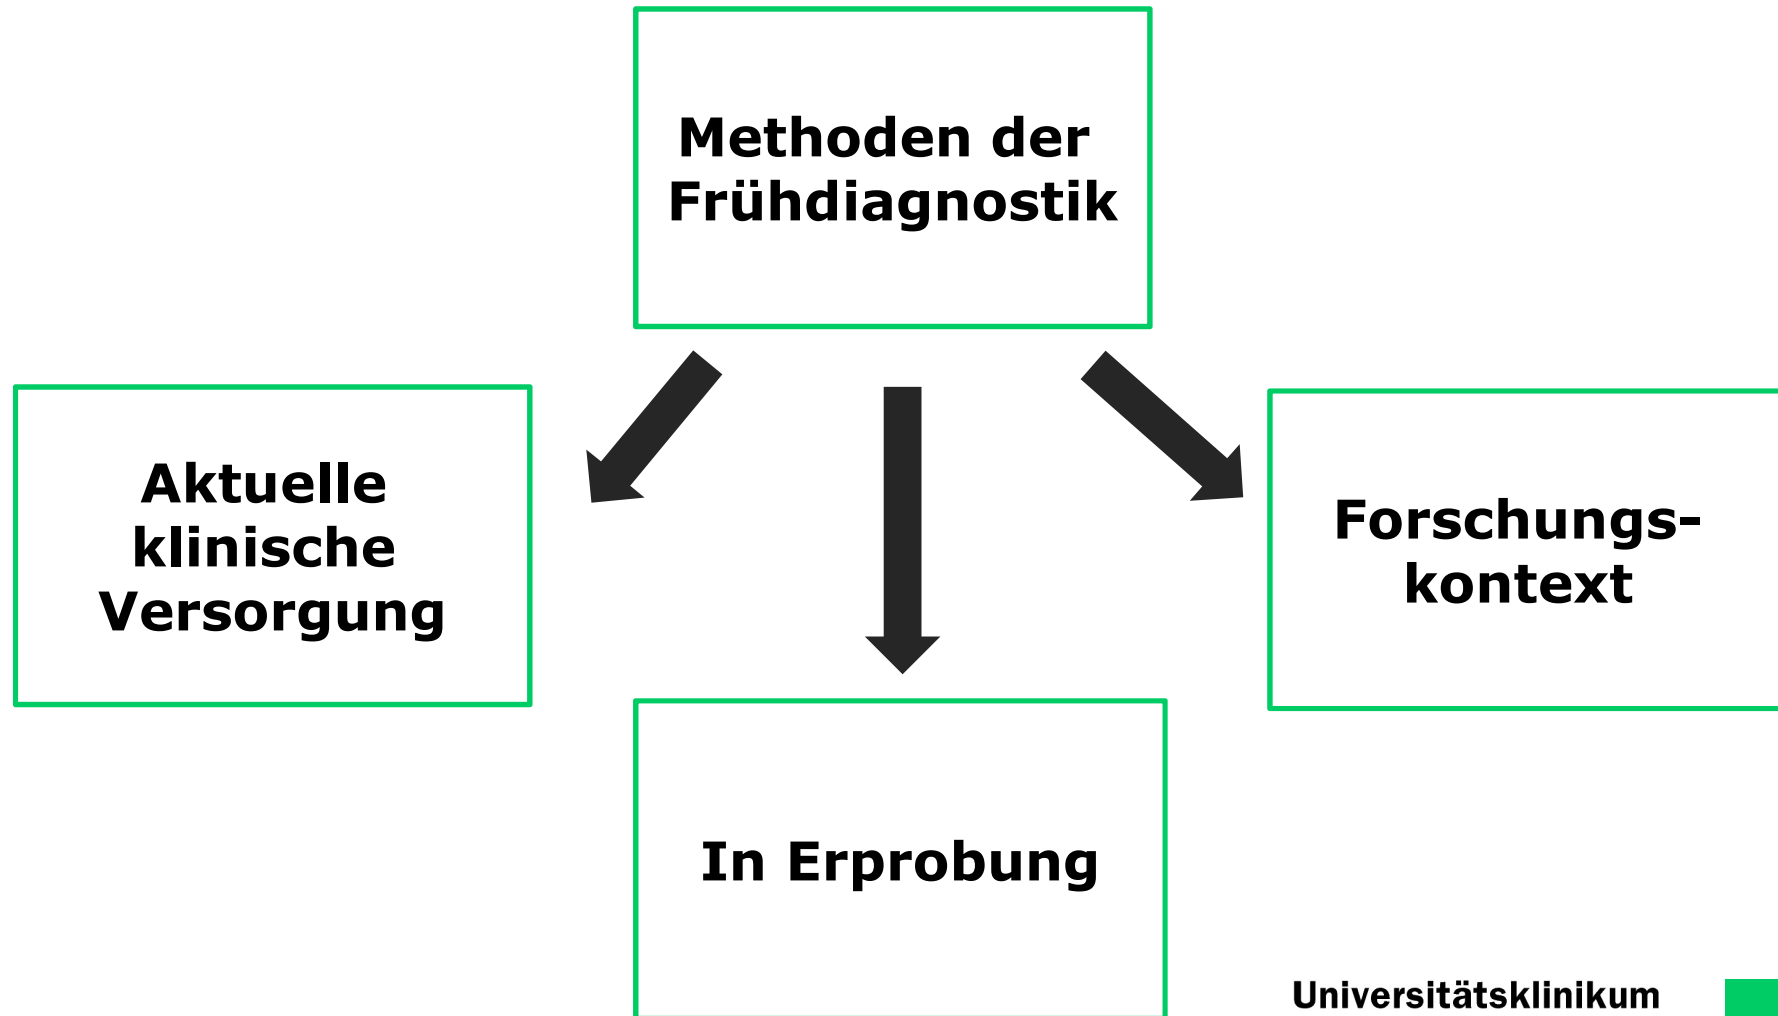 Methoden der
Frühdiagnostik
Aktuelle
klinische
Versorgung
Forschungs-
kontext
In Erprobung
Universitätsklinikum